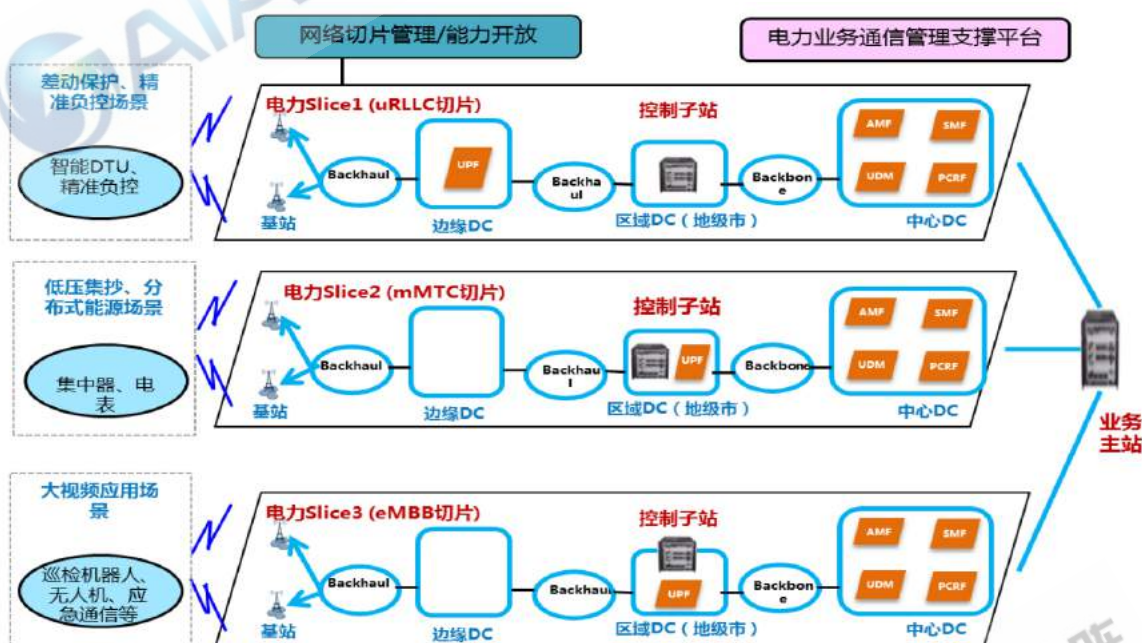 网络切片管理/能力开放
电力业务通信管理支撑平台
差动保护、精
准负控场景
智能DTU、
精准负控
电力Slice1 (uRLLC切片)
基站
Backhaul
UPF
边缘DC
Backha
ul
控制子站
区域DC（地级市）
Backbon
e
AMF
SMF
UDM
PCRF
中心DC
低压集抄、分
布式能源场景
集中器、电
表
电力Slice2 (mMTC切片)
基站
Backhaul
边缘DC
Backhau
l
控制子站
UPF
区域DC（地级市）
Backbone
AMF
SMF
UDM
PCRF
中心DC
业务
主站
大视频应用场
景
巡检机器人、
无人机、应
急通信等
电力Slice3 (eMBB切片)
基站
Backhaul
边缘DC
Backhaul
控制子站
UPF
区域DC（地级市）
Backbon
e
AMF
SMF
UDM
PCRF
中心DC